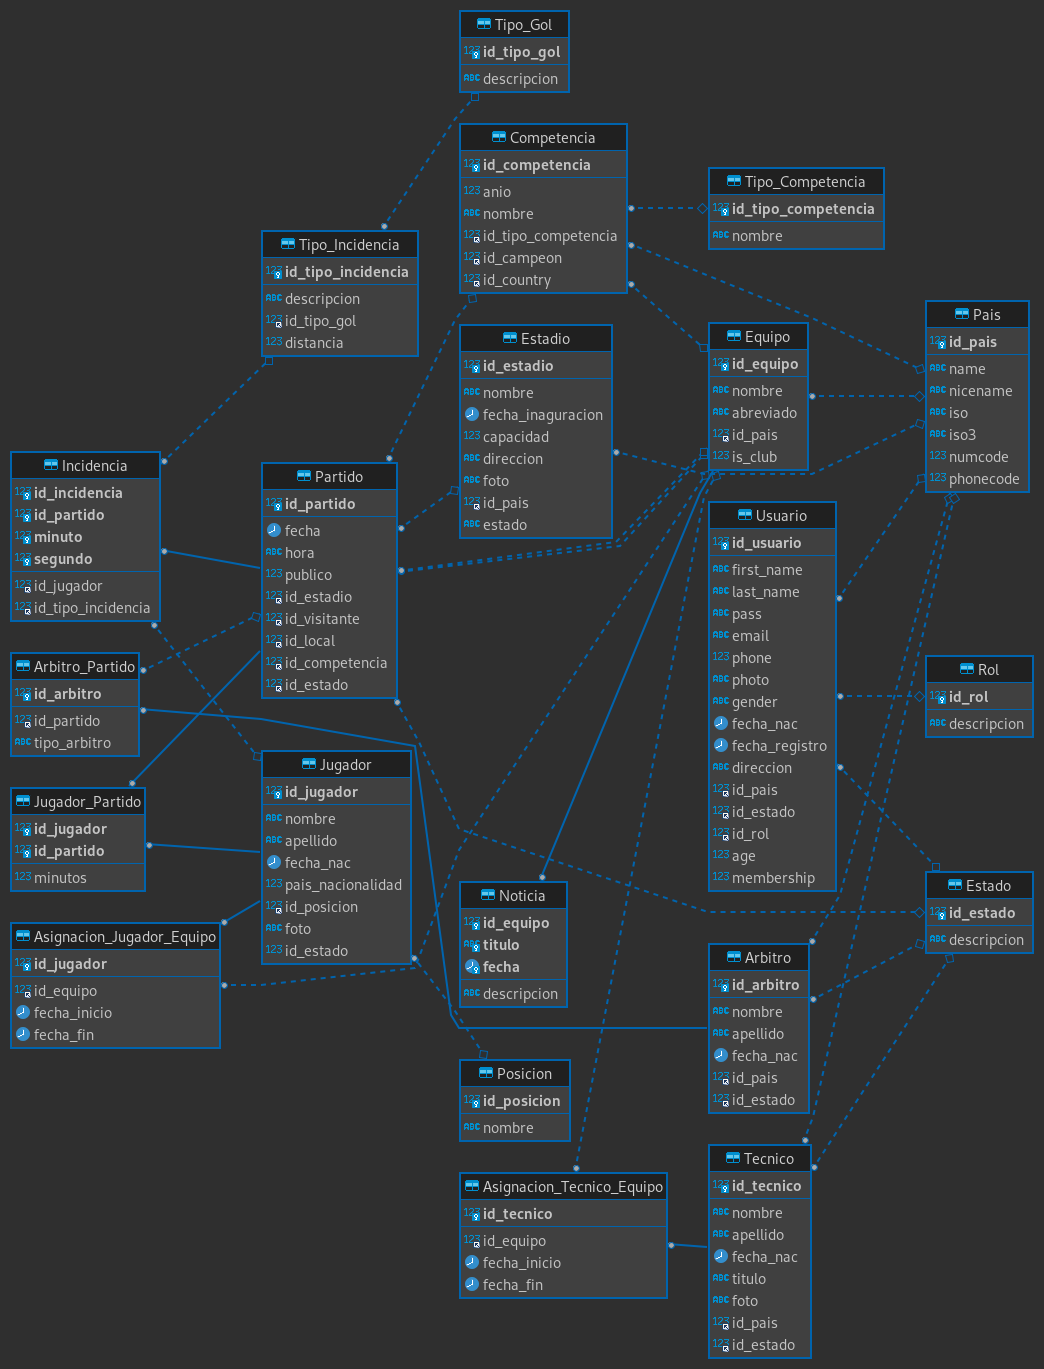 Tipo_Gol
id_tipo_gol
descripcion
Competencia
id_competencia
anio
nombre
id_tipo_competencia
id_campeon
id_country
Tipo_Competencia
id_tipo_competencia
nombre
Tipo_Incidencia
id_tipo_incidencia
descripcion
id_tipo_gol
distancia
Estadio
id_estadio
nombre
fecha_inaguracion
capacidad
direccion
foto
id_pais
estado
Equipo
id_equipo
nombre
abreviado
id_pais
is_club
Pais
id_pais
name
nicename
iso
iso3
numcode
phonecode
Incidencia
id_incidencia
id_partido
minuto
segundo
id_jugador
id_tipo_incidencia
Partido
id_partido
fecha
hora
publico
id_estadio
id_visitante
id_local
id_competencia
id_estado
Usuario
id_usuario
first_name
last_name
pass
email
phone
photo
gender
fecha_nac
fecha_registro
direccion
id_pais
id_estado
id_rol
age
membership
Arbitro_Partido
id_arbitro
id_partido
tipo_arbitro
Rol
id_rol
descripcion
Jugador_Partido
id_jugador
id_partido
minutos
Jugador
id_jugador
nombre
apellido
fecha_nac
pais_nacionalidad
id_posicion
foto
id_estado
Noticia
id_equipo
titulo
fecha
descripcion
Estado
id_estado
descripcion
Asignacion_Jugador_Equipo
id_jugador
id_equipo
fecha_inicio
fecha_fin
Arbitro
id_arbitro
nombre
apellido
fecha_nac
id_pais
id_estado
Posicion
id_posicion
nombre
Asignacion_Tecnico_Equipo
id_tecnico
id_equipo
fecha_inicio
fecha_fin
Tecnico
id_tecnico
nombre
apellido
fecha_nac
titulo
foto
id_pais
id_estado